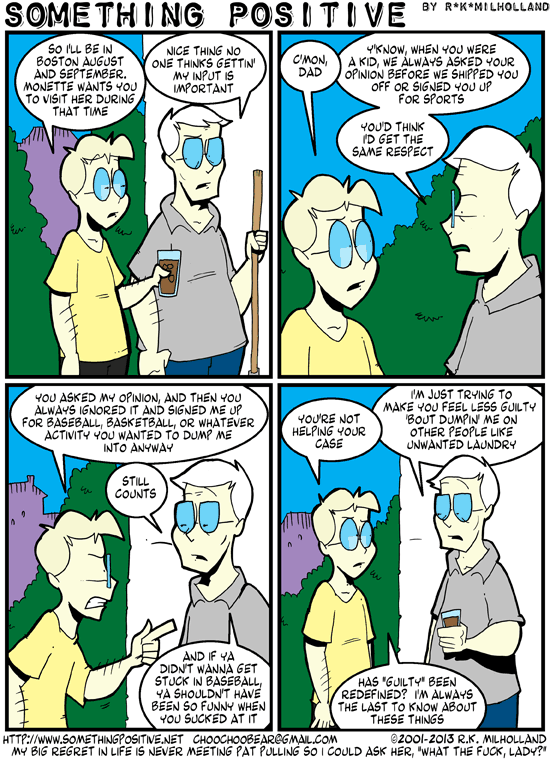 SOMETHING POSITIVE BY R*K*MILHOLLAND
SO I'LL BE IN
BOSTON AUGUST
AND SEPTEMBER.
MONETTE WANTS YOU
TO VISIT HER DURING
THAT TIME
NICE THING NO
ONE THINKS GETTIN'
MY INPUT IS
IMPORTANT
C'MON,
DAD
Y'KNOW, WHEN YOU WERE
A KID, WE ALWAYS ASKED YOUR
OPINION BEFORE WE SHIPPED YOU
OFF OR SIGNED YOU UP
FOR SPORTS
YOU'D THINK
I'D GET THE
SAME RESPECT
YOU ASKED MY OPINION, AND THEN YOU
ALWAYS IGNORED IT AND SIGNED ME UP
FOR BASEBALL, BASKETBALL, OR WHATEVER
ACTIVITY YOU WANTED TO DUMP ME
INTO ANYWAY
STILL
COUNTS
AND IF YA
DIDN'T WANNA GET
STUCK IN BASEBALL,
YA SHOULDN'T HAVE
BEEN SO FUNNY WHEN
YOU SUCKED AT IT
YOU'RE NOT
HELPING YOUR
CASE
I'M JUST TRYING TO
MAKE YOU FEEL LESS GUILTY
'BOUT DUMPIN' ME ON
OTHER PEOPLE LIKE
UNWANTED LAUNDRY
HAS "GUILTY" BEEN
REDEFINED? I'M ALWAYS
THE LAST TO KNOW ABOUT
THESE THINGS
HTTP://WWW.SOMETHINGPOSITIVE.NET CHOOCHOOBEAR@GMAIL.COM ©2001-2013 R.K. MILHOLLAND
MY BIG REGRET IN LIFE IS NEVER MEETING PAT PULLING SO I COULD ASK HER, "WHAT THE FUCK, LADY?"